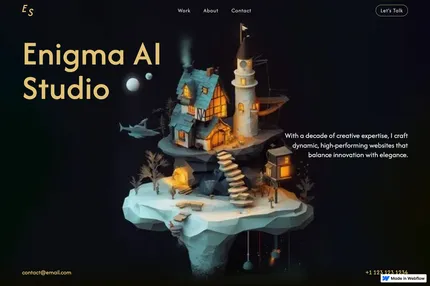 ES
Work
About
Contact
Let's Talk
Enigma AI
Studio
With a decade of creative expertise, I craft
dynamic, high-performing websites that
balance innovation with elegance.
contact@email.com
+1 123 123 1234
Made in Webflow